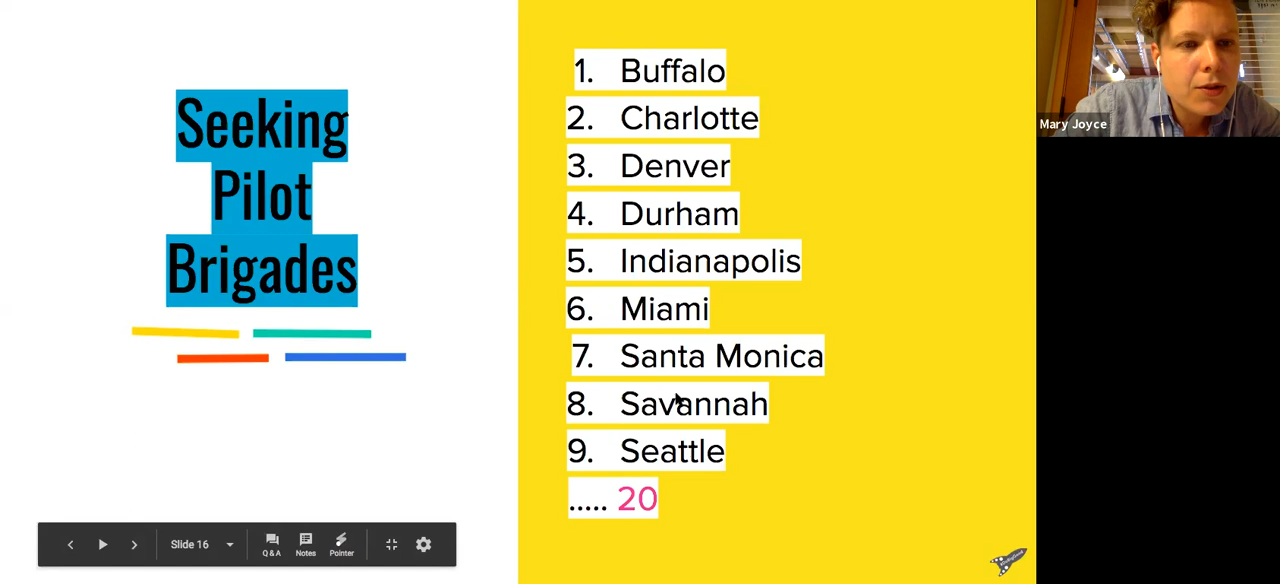 Seeking
Pilot
Brigades
1. Buffalo
2. Charlotte
3. Denver
4. Durham
5. Indianapolis
6. Miami
7. Santa Monica
8. Savannah
9. Seattle
..... 20
Mary Joyce
Slide 16
Q & A
Notes
Pointer